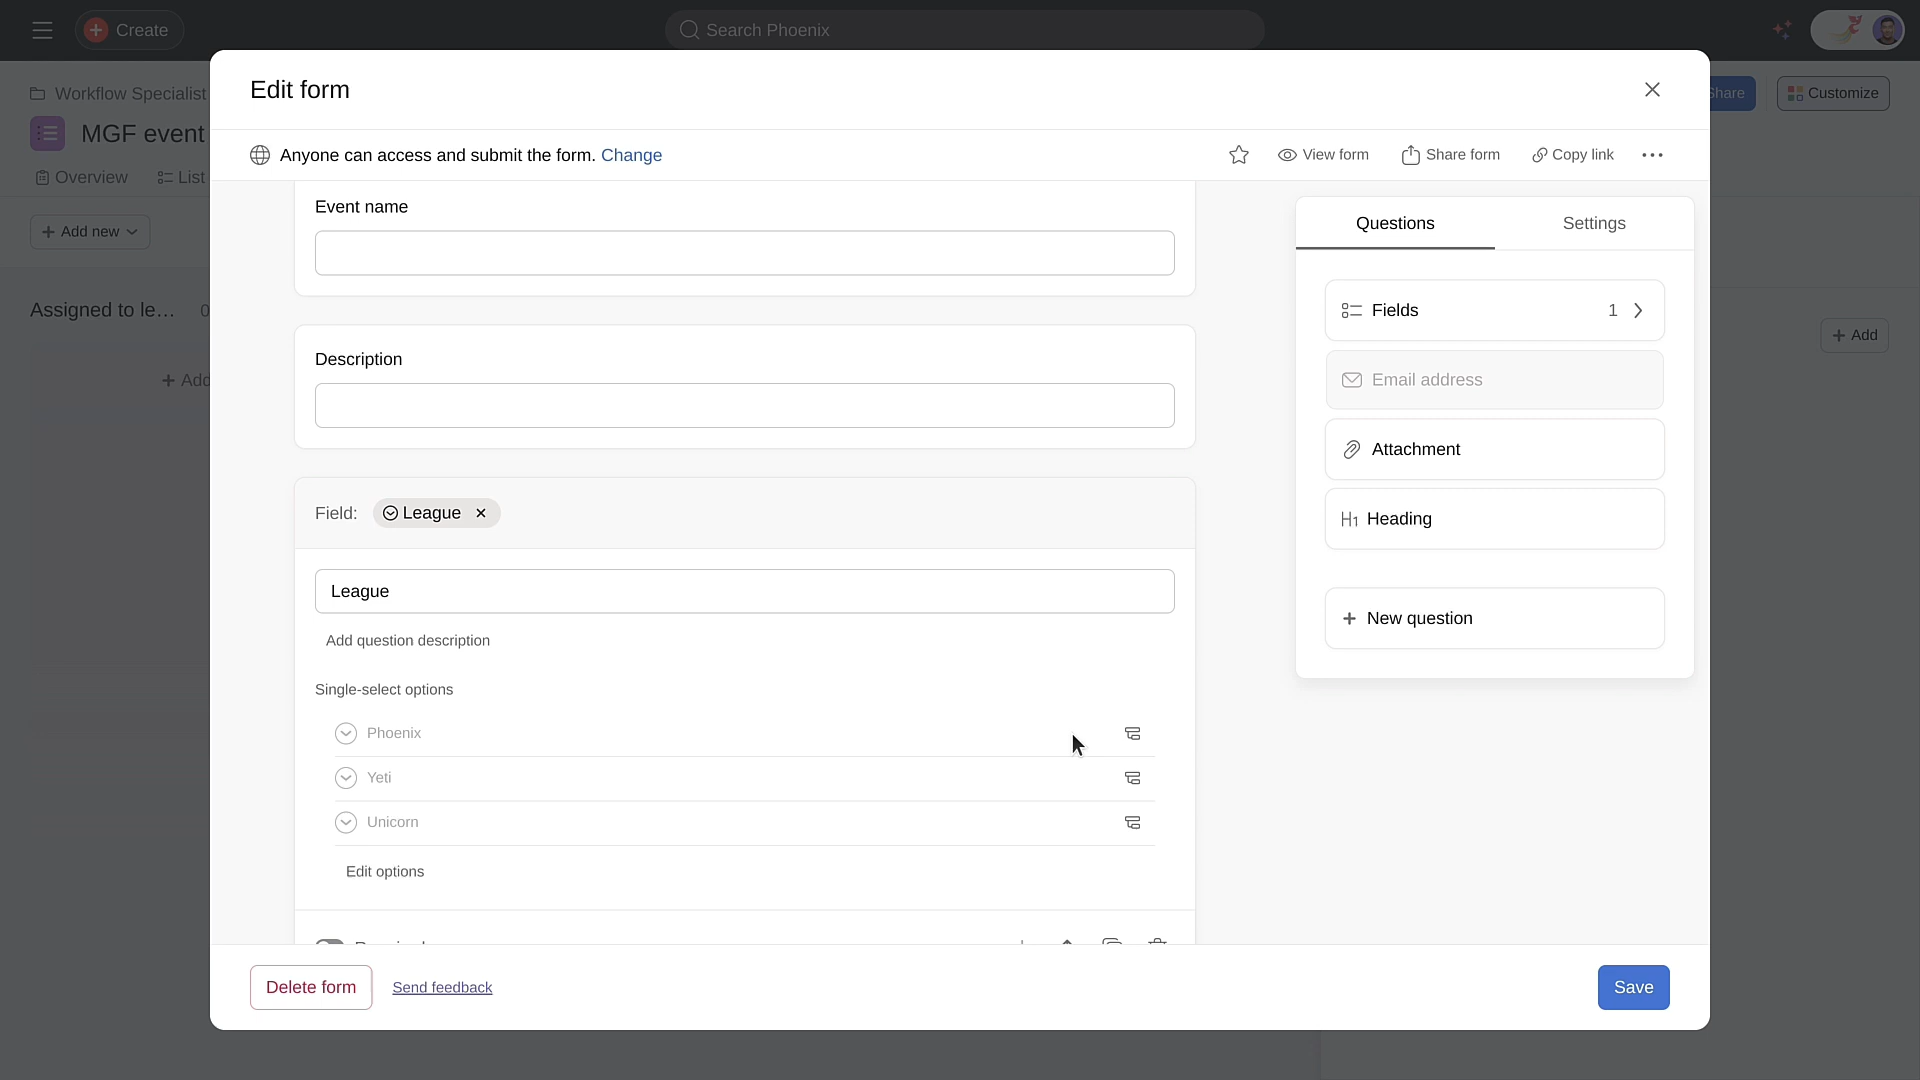 Create
Search Phoenix
Edit form
Workflow Specialist
Share
Customize
MGF event
Anyone can access and submit the form. Change
View form
Share form
Copy link
Overview
List
Event name
Questions
Settings
Add new
Assigned to le... 0
Fields 1
Add
Description
Email address
Add
Attachment
Field: League
H1 Heading
League
New question
Add question description
Single-select options
Phoenix
Yeti
Unicorn
Edit options
Delete form
Send feedback
Save